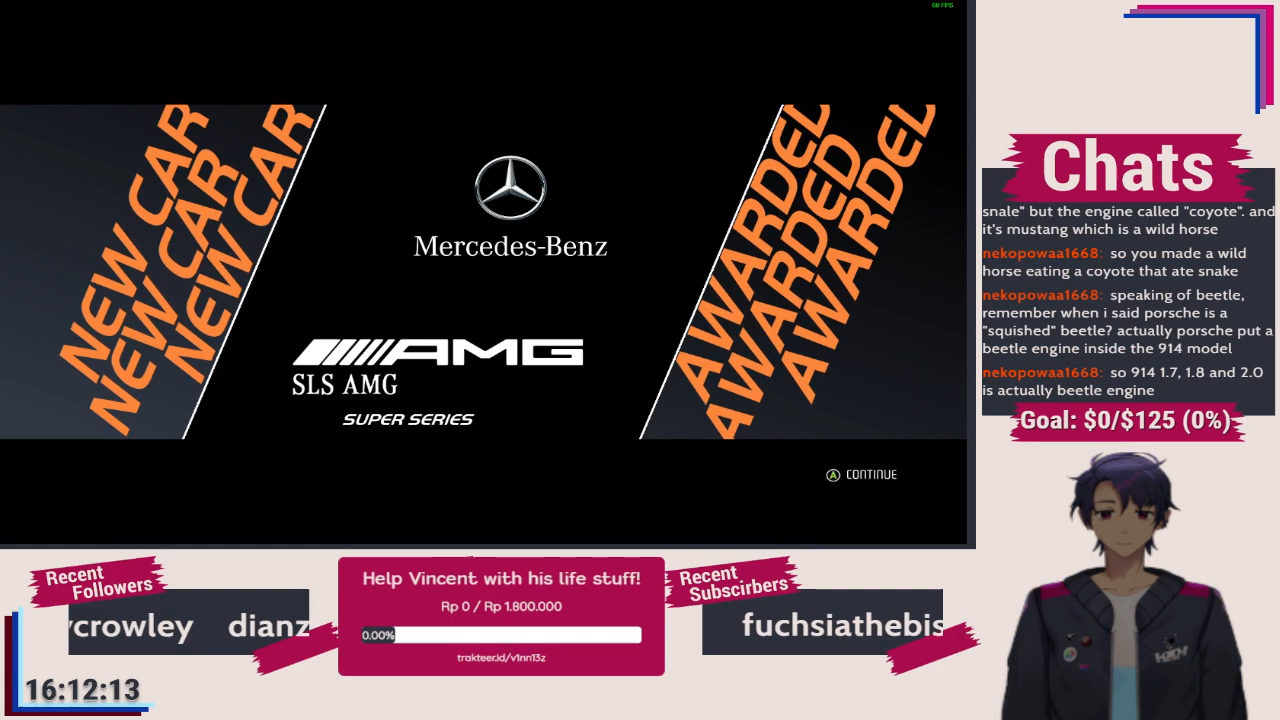 60 FPS
NEW CAR
NEW CAR
NEW CAR
AWARDED
AWARDED
AWARDED
Mercedes-Benz
AMG
SLS AMG
SUPER SERIES
A CONTINUE
Chats
snale" but the engine called "coyote". and
it's mustang which is a wild horse
nekopowaa1668: so you made a wild
horse eating a coyote that ate snake
nekopowaa1668: speaking of beetle,
remember when i said porsche is a
"squished" beetle? actually porsche put a
beetle engine inside the 914 model
nekopowaa1668: so 914 1.7, 1.8 and 2.0
is actually beetle engine
Goal: $0/$125 (0%)
Recent
Followers
ycrowley dianz
Help Vincent with his life stuff!
Rp 0 / Rp 1.800.000
0.00%
trakteer.id/v1nn13z
Recent
Subscirbers
fuchsiathebis
16:12:13